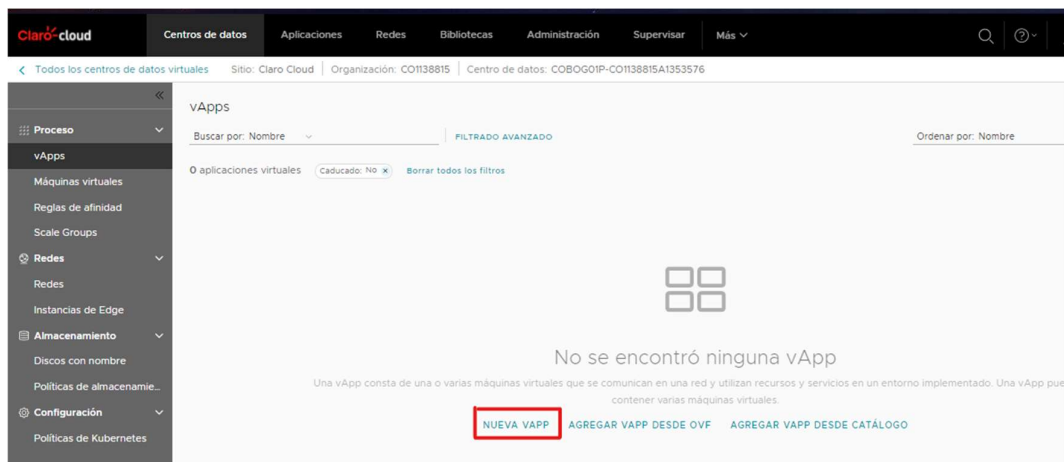 Claro-cloud Centros de datos Aplicaciones Redes Bibliotecas Administración Supervisar Más
Todos los centros de datos virtuales Sitio: Claro Cloud Organización: CO1138815 Centro de datos: COBOG01P-CO1138815A1353576
vApps
Proceso
Buscar por: Nombre FILTRADO AVANZADO Ordenar por: Nombre
vApps
0 aplicaciones virtuales Caducado: No x Borrar todos los filtros
Máquinas virtuales
Reglas de afinidad
Scale Groups
Redes
Redes
Instancias de Edge
Almacenamiento
Discos con nombre
No se encontró ninguna vApp
Políticas de almacenamie...
Una vApp consta de una o varias máquinas virtuales que se comunican en una red y utilizan recursos y servicios en un entorno implementado. Una vApp pue
contener varias máquinas virtuales.
Configuración
NUEVA VAPP AGREGAR VAPP DESDE OVF AGREGAR VAPP DESDE CATÁLOGO
Políticas de Kubernetes